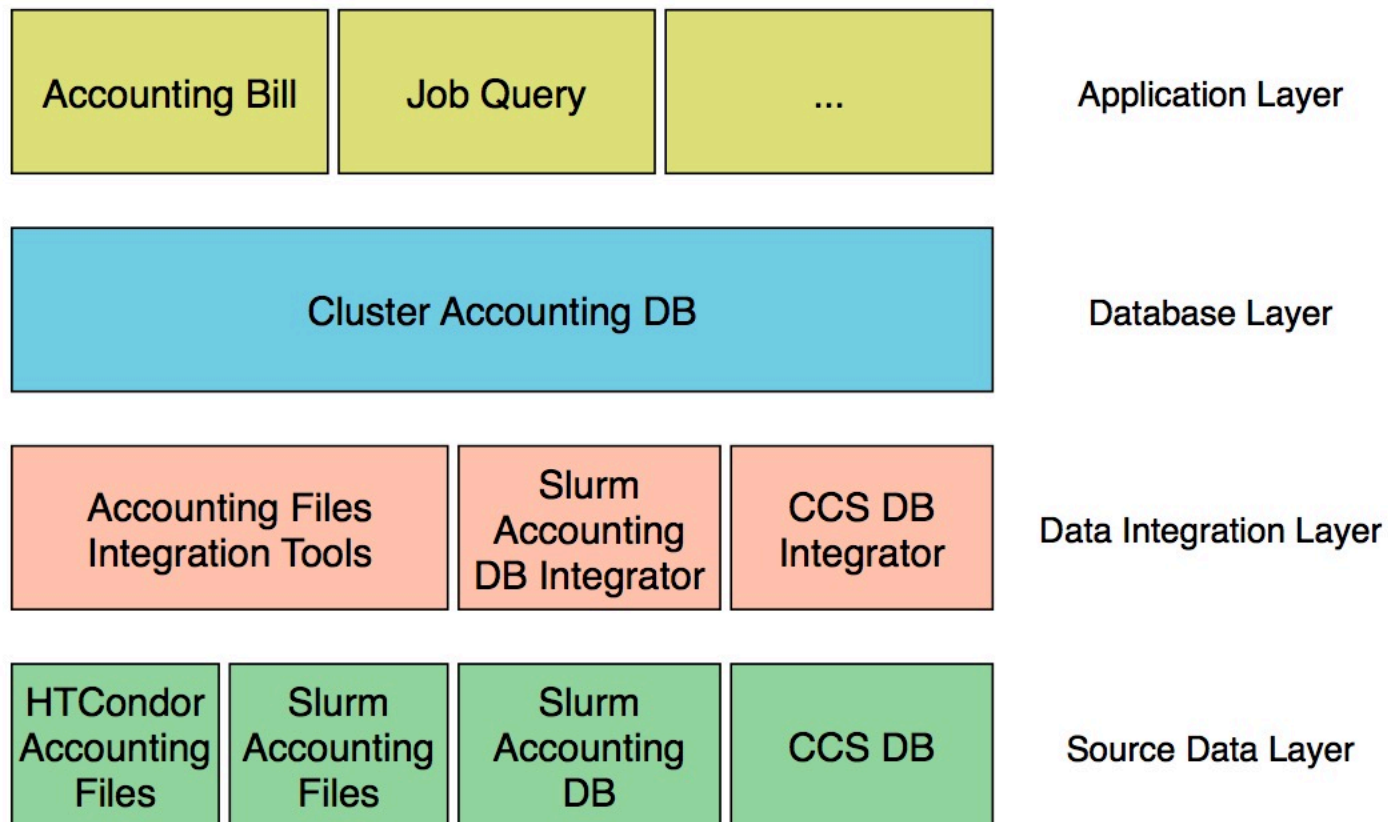 Accounting Bill
Job Query
...
Application Layer
Cluster Accounting DB
Database Layer
Accounting Files
Integration Tools
Slurm
Accounting
DB Integrator
CCS DB
Integrator
Data Integration Layer
HTCondor
Accounting
Files
Slurm
Accounting
Files
Slurm
Accounting
DB
CCS DB
Source Data Layer